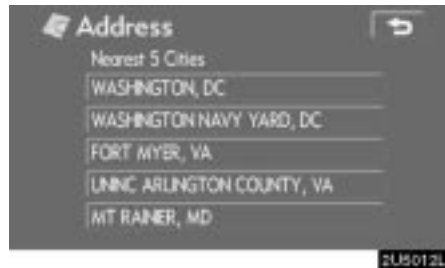 Address
Nearest 5 Cities
WASHINGTON, DC
WASHINGTON NAVY YARD, DC
FORT MYER, VA
UNINC ARLINGTON COUNTY, VA
MT RAINIER, MD
2U5012L